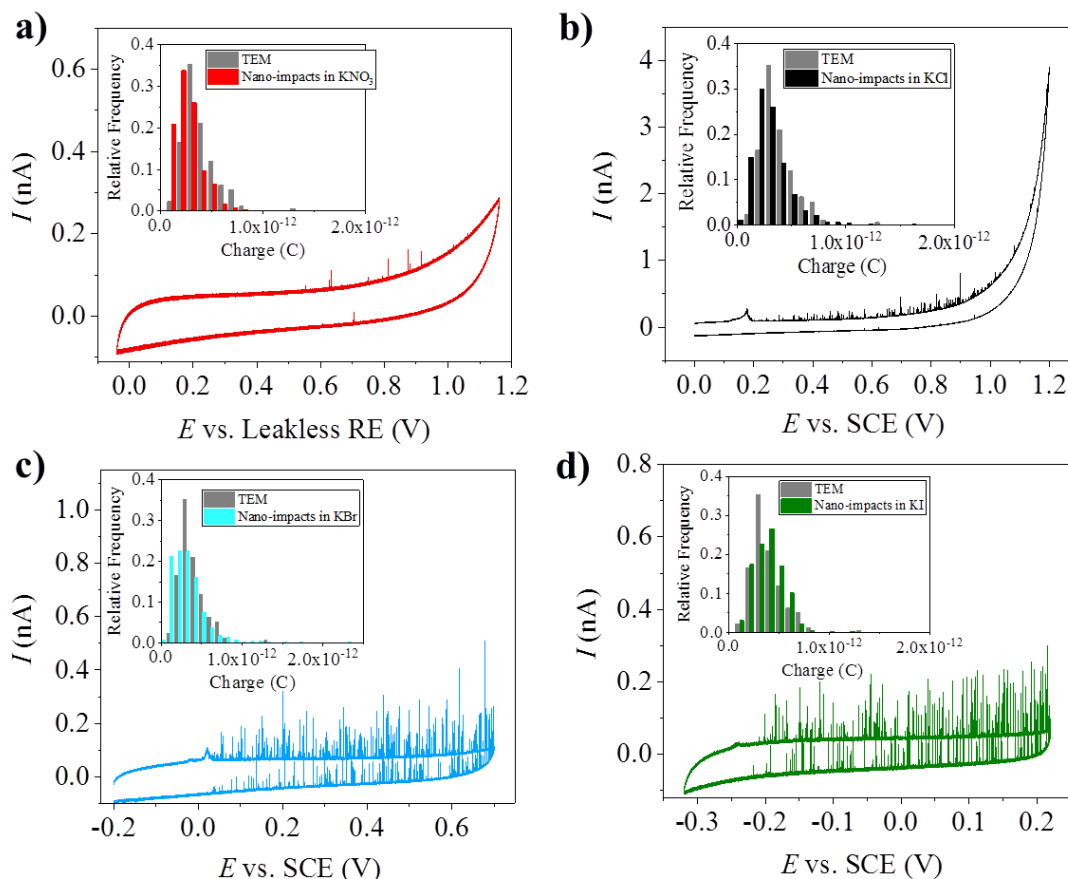 a)
I (nA)
0.6
0.4
0.2
0.0
0.0 0.2 0.4 0.6 0.8 1.0 1.2
E vs. Leakless RE (V)
Relative Frequency
0.4
0.3
0.2
0.1
0.0
0.0 1.0x10⁻¹² 2.0x10⁻¹²
Charge (C)
TEM
Nano-impacts in KNO₃
b)
I (nA)
4
3
2
1
0
0.0 0.2 0.4 0.6 0.8 1.0 1.2
E vs. SCE (V)
Relative Frequency
0.4
0.3
0.2
0.1
0.0
0.0 1.0x10⁻¹² 2.0x10⁻¹²
Charge (C)
TEM
Nano-impacts in KCl
c)
I (nA)
1.0
0.8
0.6
0.4
0.2
0.0
-0.2 0.0 0.2 0.4 0.6
E vs. SCE (V)
Relative Frequency
0.4
0.3
0.2
0.1
0.0
0.0 1.0x10⁻¹² 2.0x10⁻¹²
Charge (C)
TEM
Nano-impacts in KBr
d)
I (nA)
0.8
0.6
0.4
0.2
0.0
-0.3 -0.2 -0.1 0.0 0.1 0.2
E vs. SCE (V)
Relative Frequency
0.4
0.3
0.2
0.1
0.0
0.0 1.0x10⁻¹² 2.0x10⁻¹²
Charge (C)
TEM
Nano-impacts in KI